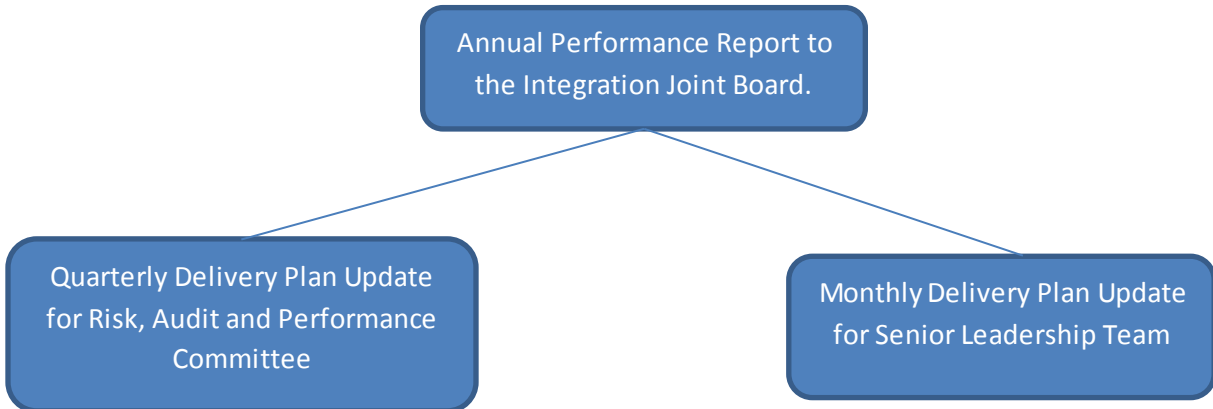 Annual Performance Report to
the Integration Joint Board.
Quarterly Delivery Plan Update
for Risk, Audit and Performance
Committee
Monthly Delivery Plan Update
for Senior Leadership Team